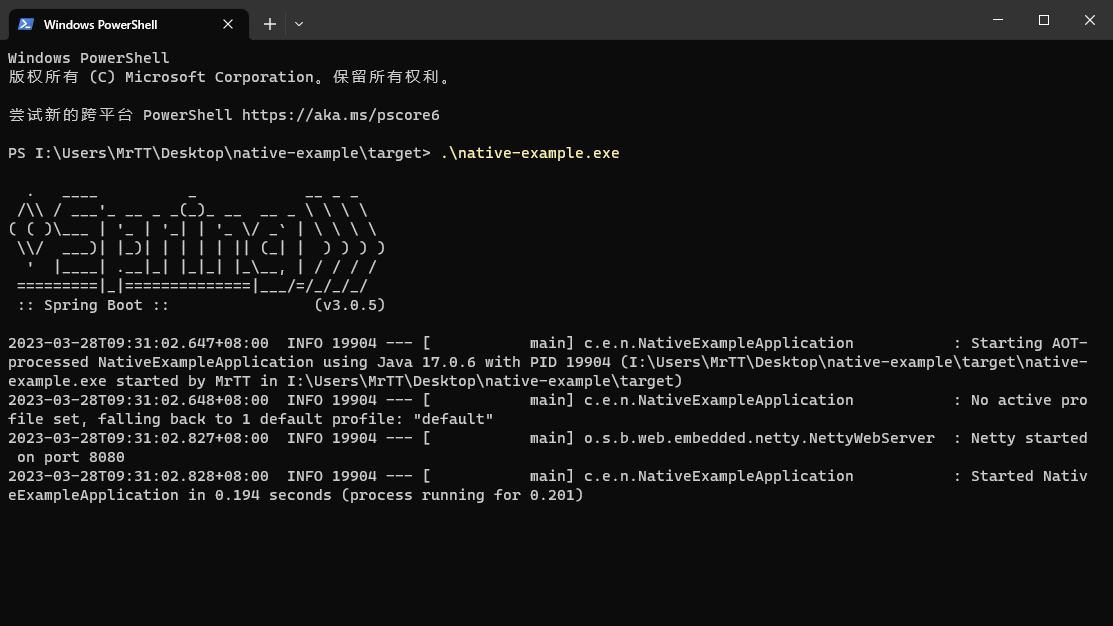 Windows PowerShell
Windows PowerShell
版权所有 (C) Microsoft Corporation。保留所有权利。
尝试新的跨平台 PowerShell https://aka.ms/pscore6
PS I:\Users\MrTT\Desktop\native-example\target> .\native-example.exe
  .   ____          _            __ _ _
 /\\ / ___'_ __ _ _(_)_ __  __ _ \ \ \ \
( ( )\___ | '_ | '_| | '_ \/ _` | \ \ \ \
 \\/  ___)| |_)| | | | | || (_| |  ) ) ) )
  '  |____| .__|_| |_|_| |_\__, | / / / /
 =========|_|==============|___/=/_/_/_/
 :: Spring Boot ::                (v3.0.5)
2023-03-28T09:31:02.647+08:00  INFO 19904 --- [           main] c.e.n.NativeExampleApplication           : Starting AOT-
processed NativeExampleApplication using Java 17.0.6 with PID 19904 (I:\Users\MrTT\Desktop\native-example\target\native-
example.exe started by MrTT in I:\Users\MrTT\Desktop\native-example\target)
2023-03-28T09:31:02.648+08:00  INFO 19904 --- [           main] c.e.n.NativeExampleApplication           : No active pro
file set, falling back to 1 default profile: "default"
2023-03-28T09:31:02.827+08:00  INFO 19904 --- [           main] o.s.b.web.embedded.netty.NettyWebServer  : Netty started
 on port 8080
2023-03-28T09:31:02.828+08:00  INFO 19904 --- [           main] c.e.n.NativeExampleApplication           : Started Nativ
eExampleApplication in 0.194 seconds (process running for 0.201)